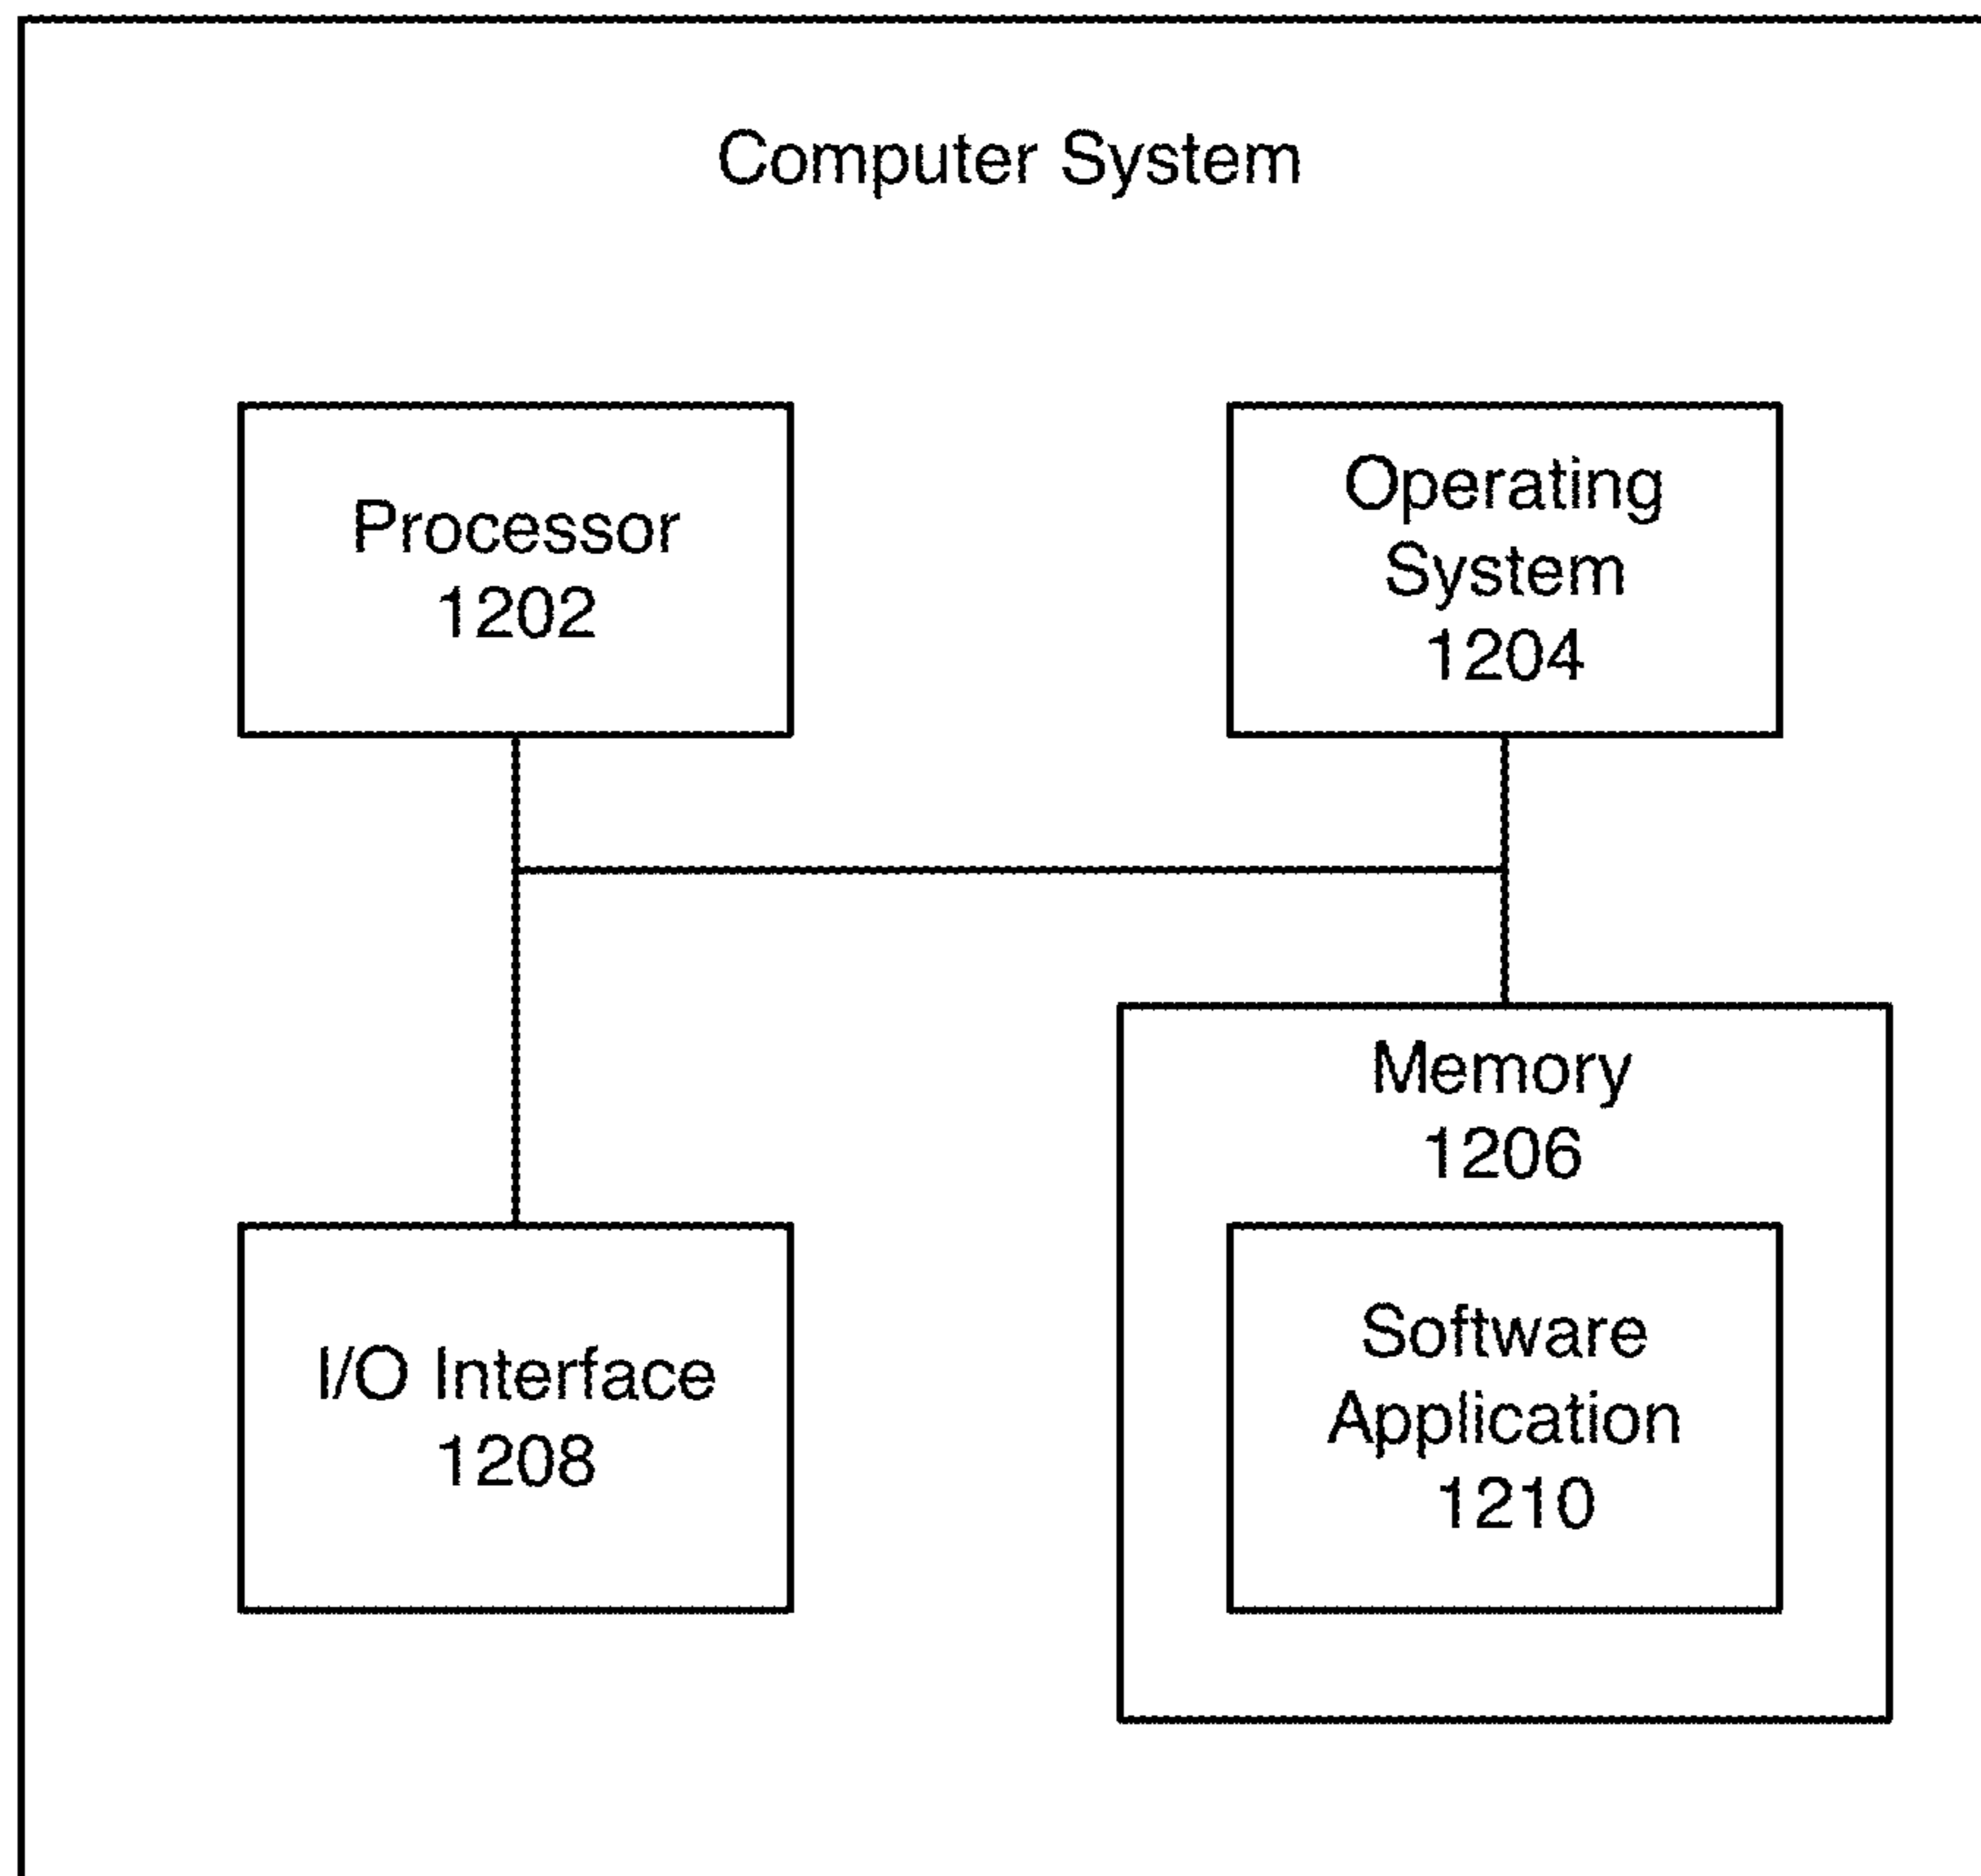 Computer System
Processor
1202
Operating
System
1204
Memory
1206
I/O Interface
1208
Software
Application
1210